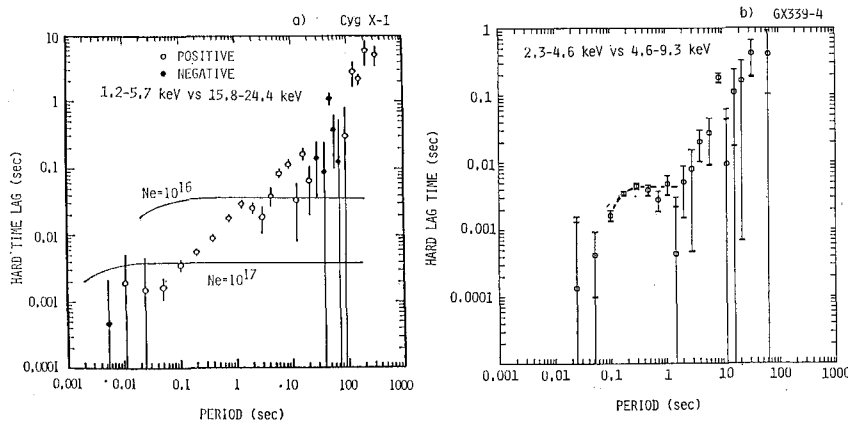 a) Cyg X-1
○ POSITIVE
● NEGATIVE
1.2-5.7 keV vs 15.8-24.4 keV
Ne=10^16
Ne=10^17
HARD TIME LAG (sec)
10
1
0.1
0.01
0.001
0.0001
0.001 0.01 0.1 1 10 100 1000
PERIOD (sec)
b) GX339-4
2.3-4.6 keV vs 4.6-9.3 keV
HARD LAG TIME (sec)
1
0.1
0.01
0.001
0.0001
0.001 0.01 0.1 1 10 100 1000
PERIOD (sec)